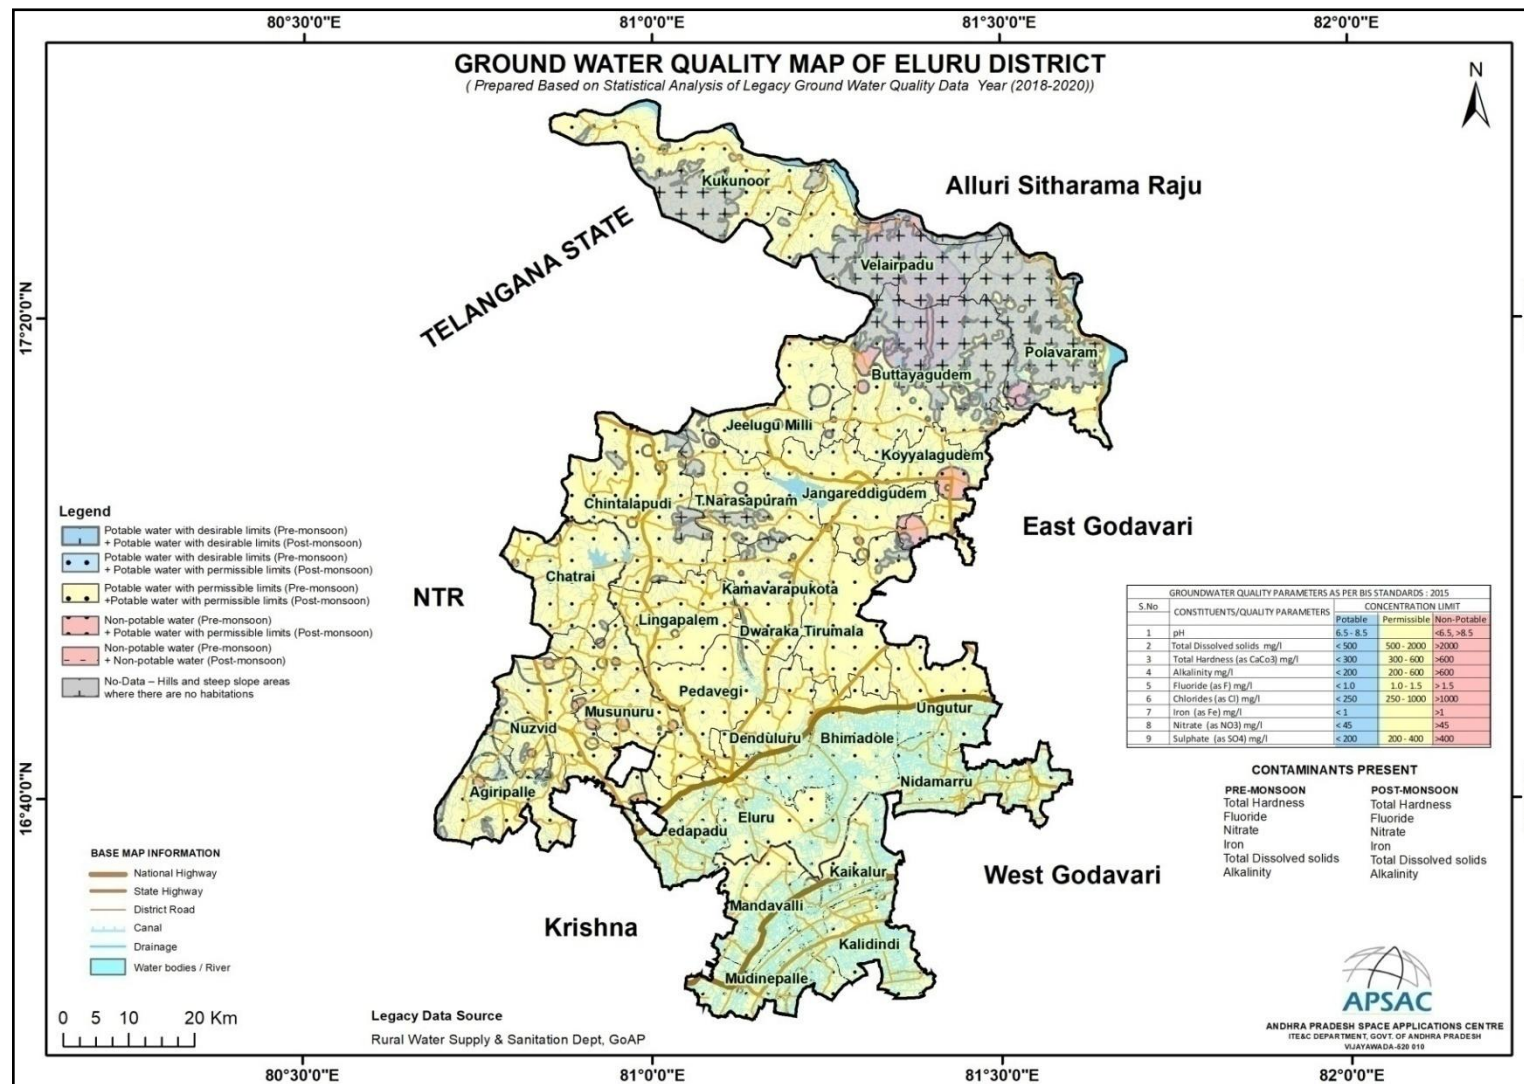 80°30'0"E 81°0'0"E 81°30'0"E 82°0'0"E
GROUND WATER QUALITY MAP OF ELURU DISTRICT
( Prepared Based on Statistical Analysis of Legacy Ground Water Quality Data Year (2018-2020))
N
Kukunoor
Alluri Sitharama Raju
TELANGANA STATE
Velairpadu
17°20'0"N
Polavaram
Buttayagudem
Jeelugu Milli
Koyyalagudem
Chintalapudi
T.Narasapuram
Jangareddigudem
East Godavari
Chatrai
NTR
Kamavarapukota
Lingapalem
Dwaraka Tirumala
Pedavegi
Musunuru
Ungutur
Nuzvid
Denduluru
Bhimadole
Nidamarru
Agiripalle
16°40'0"N
Eluru
edapadu
Kaikalur
West Godavari
Mandavalli
Krishna
Kalidindi
Mudinepalle
Legend
Potable water with desirable limits (Pre-monsoon)
+ Potable water with desirable limits (Post-monsoon)
Potable water with desirable limits (Pre-monsoon)
+ Potable water with permissible limits (Post-monsoon)
Potable water with permissible limits (Pre-monsoon)
+Potable water with permissible limits (Post-monsoon)
Non-potable water (Pre-monsoon)
+ Potable water with permissible limits (Post-monsoon)
Non-potable water (Pre-monsoon)
+ Non-potable water (Post-monsoon)
No-Data – Hills and steep slope areas
where there are no habitations
GROUNDWATER QUALITY PARAMETERS AS PER BIS STANDARDS : 2015
S.No CONSTITUENTS/QUALITY PARAMETERS CONCENTRATION LIMIT
Potable Permissible Non-Potable
1 pH 6.5 - 8.5 <6.5, >8.5
2 Total Dissolved solids mg/l < 500 500 - 2000 >2000
3 Total Hardness (as CaCo3) mg/l < 300 300 - 600 >600
4 Alkalinity mg/l < 200 200 - 600 >600
5 Fluoride (as F) mg/l < 1.0 1.0 - 1.5 > 1.5
6 Chlorides (as Cl) mg/l < 250 250 - 1000 >1000
7 Iron (as Fe) mg/l < 1 >1
8 Nitrate (as NO3) mg/l < 45 >45
9 Sulphate (as SO4) mg/l < 200 200 - 400 >400
CONTAMINANTS PRESENT
PRE-MONSOON POST-MONSOON
Total Hardness Total Hardness
Fluoride Fluoride
Nitrate Nitrate
Iron Iron
Total Dissolved solids Total Dissolved solids
Alkalinity Alkalinity
BASE MAP INFORMATION
National Highway
State Highway
District Road
Canal
Drainage
Water bodies / River
0 5 10 20 Km
Legacy Data Source
Rural Water Supply & Sanitation Dept, GoAP
APSAC
ANDHRA PRADESH SPACE APPLICATIONS CENTRE
ITE&C DEPARTMENT, GOVT. OF ANDHRA PRADESH
VIJAYAWADA-520 010
80°30'0"E 81°0'0"E 81°30'0"E 82°0'0"E